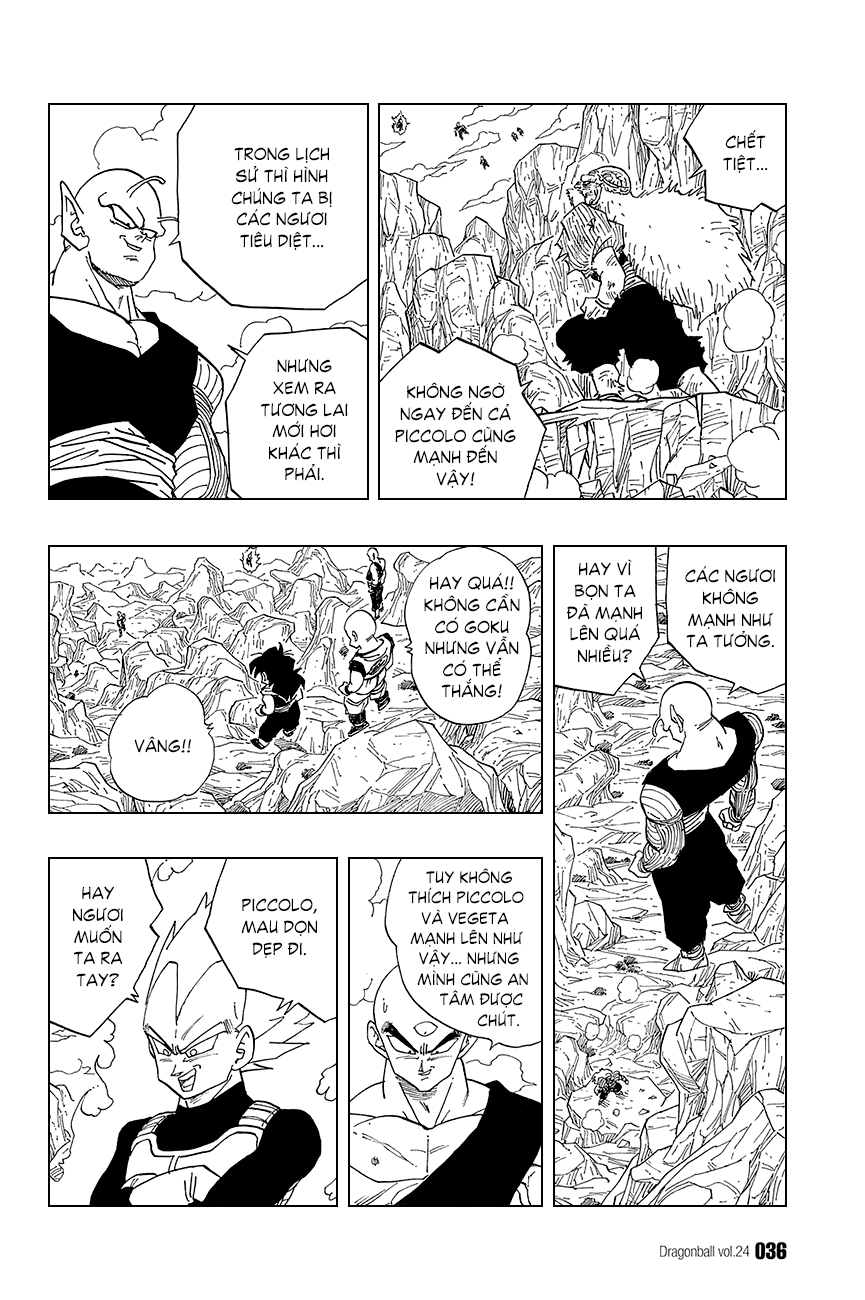 CHẾT
TIỆT...
KHÔNG NGỜ
NGAY ĐẾN CẢ
PICCOLO CŨNG
MẠNH ĐẾN
VẬY!
TRONG LỊCH
SỬ THÌ HÌNH
CHỨNG TA BỊ
CÁC NGƯƠI
TIÊU DIỆT...
NHƯNG
XEM RA
TƯƠNG LAI
MỚI HƠI
KHÁC THÌ
PHẢI.
CÁC NGƯƠI
KHÔNG
MẠNH NHƯ
TA TƯỞNG.
HAY VÌ
BỌN TA
ĐÃ MẠNH
LÊN QUÁ
NHIỀU?
HAY QUÁ!!
KHÔNG CẦN
CÓ GOKU
NHƯNG VẪN
CÓ THỂ
THẮNG!
VÂNG!!
TUY KHÔNG
THÍCH PICCOLO
VÀ VEGETA
MẠNH LÊN NHƯ
VẬY... NHƯNG
MÌNH CŨNG AN
TÂM ĐƯỢC
CHÚT.
PICCOLO,
MAU DỌN
DẸP ĐI.
HAY
NGƯƠI
MUỐN
TA RA
TAY?
Dragonball vol.24 036